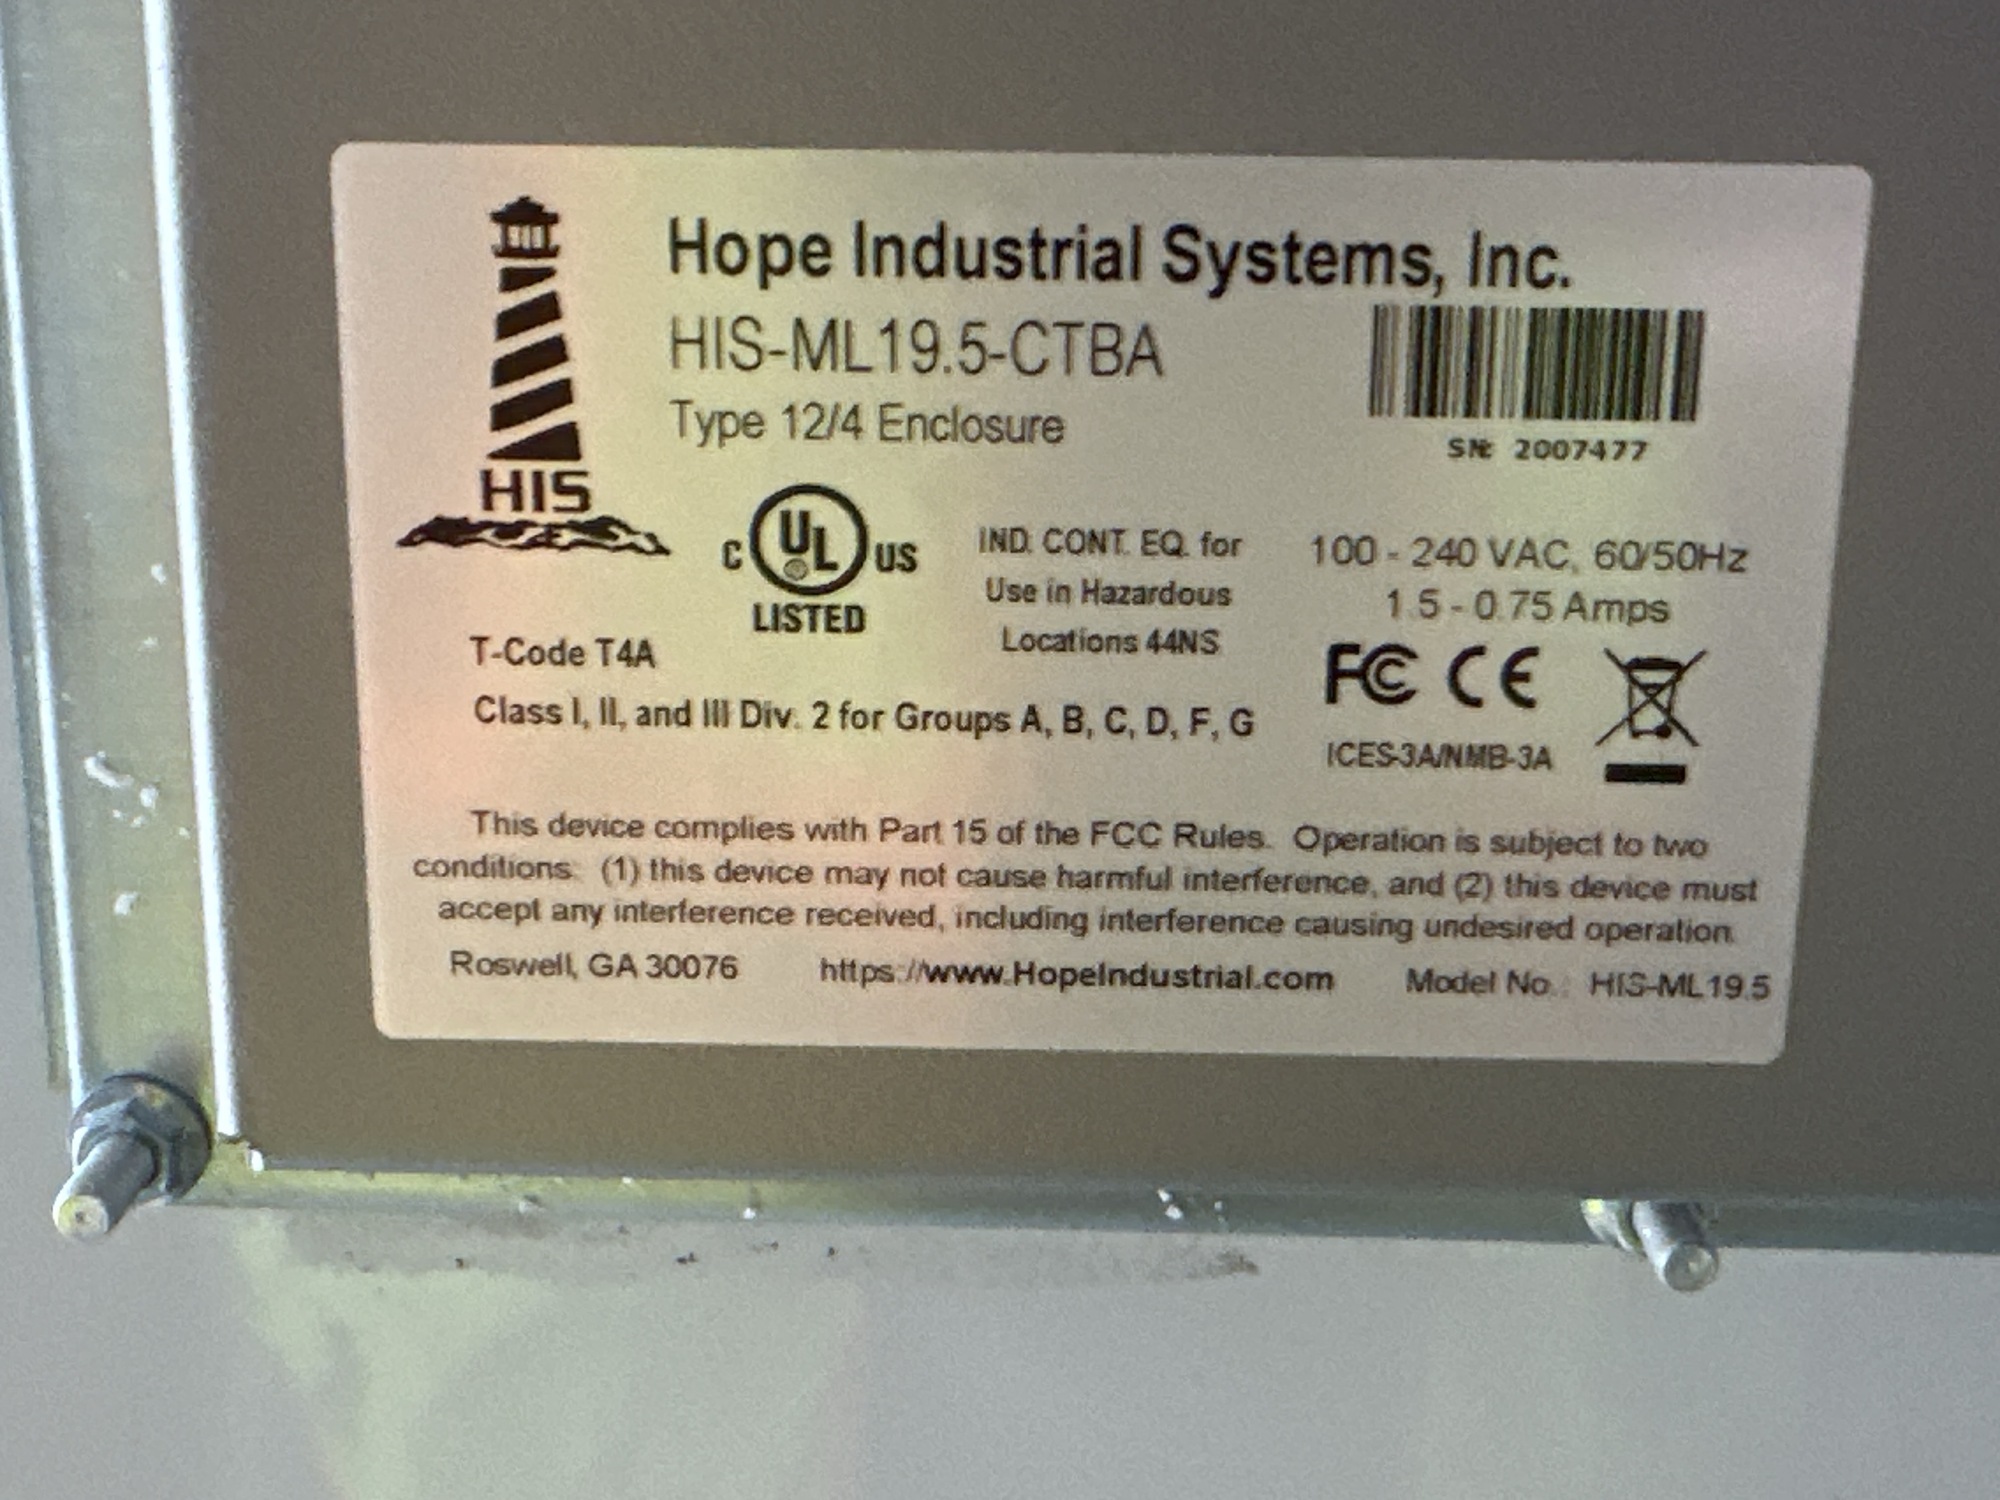 Hope Industrial Systems, Inc.
HIS-ML19.5-CTBA
Type 12/4 Enclosure
SN: 2007477
HIS
C UL US
LISTED
IND. CONT. EQ. for
Use in Hazardous
Locations 44NS
100 - 240 VAC, 60/50Hz
1.5 - 0.75 Amps
T-Code T4A
Class I, II, and III Div. 2 for Groups A, B, C, D, F, G
FC CE
ICES-3A/NMB-3A
This device complies with Part 15 of the FCC Rules. Operation is subject to two
conditions: (1) this device may not cause harmful interference, and (2) this device must
accept any interference received, including interference causing undesired operation.
Roswell, GA 30076 https://www.HopeIndustrial.com Model No.: HIS-ML19.5